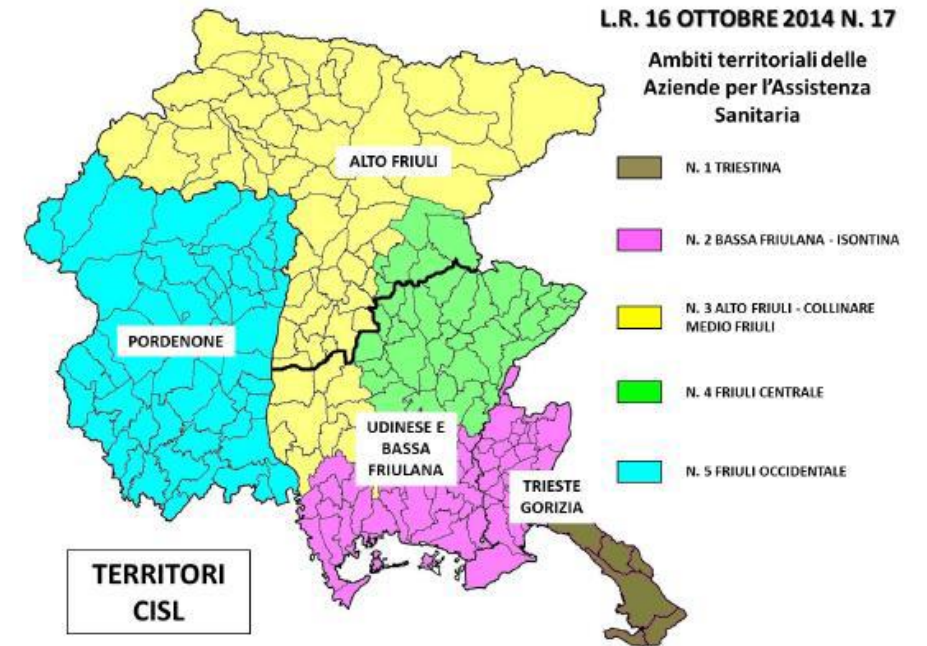 L.R. 16 OTTOBRE 2014 N. 17
Ambiti territoriali delle
Aziende per l'Assistenza
Sanitaria
N. 1 TRIESTINA
N. 2 BASSA FRIULANA - ISONTINA
N. 3 ALTO FRIULI - COLLINARE
MEDIO FRIULI
N. 4 FRIULI CENTRALE
N. 5 FRIULI OCCIDENTALE
ALTO FRIULI
PORDENONE
UDINESE E
BASSA
FRIULANA
TRIESTE
GORIZIA
TERRITORI
CISL